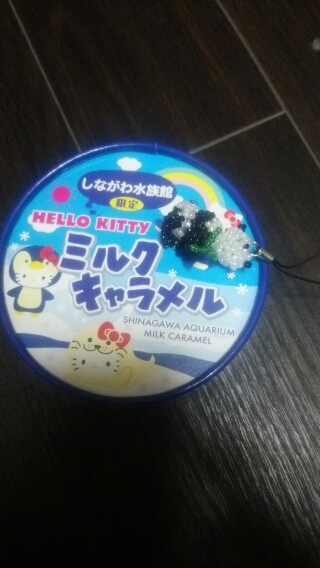 しながわ水族館
限定
HELLO KITTY
ミルク
キャラメル
SHINAGAWA AQUARIUM
MILK CARAMEL